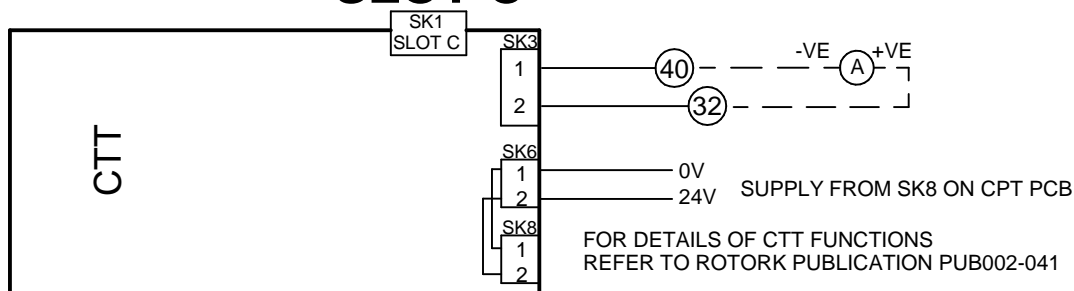 SK1
SLOT C
SK3
1
2
40
-VE
A
+VE
32
CTT
SK6
1
2
0V
24V
SUPPLY FROM SK8 ON CPT PCB
SK8
1
2
FOR DETAILS OF CTT FUNCTIONS
REFER TO ROTORK PUBLICATION PUB002-041